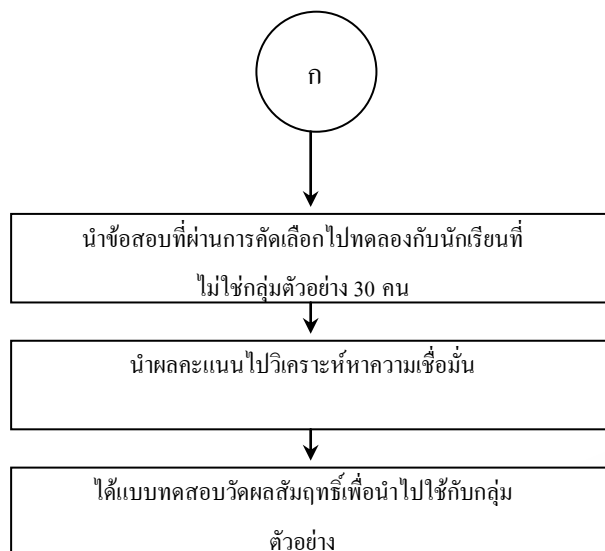 ก
นำข้อสอบที่ผ่านการคัดเลือกไปทดลองกับนักเรียนที่
ไม่ใช่กลุ่มตัวอย่าง 30 คน
นำผลคะแนนไปวิเคราะห์หาความเชื่อมั่น
ได้แบบทดสอบวัดผลสัมฤทธิ์เพื่อนำไปใช้กับกลุ่ม
ตัวอย่าง